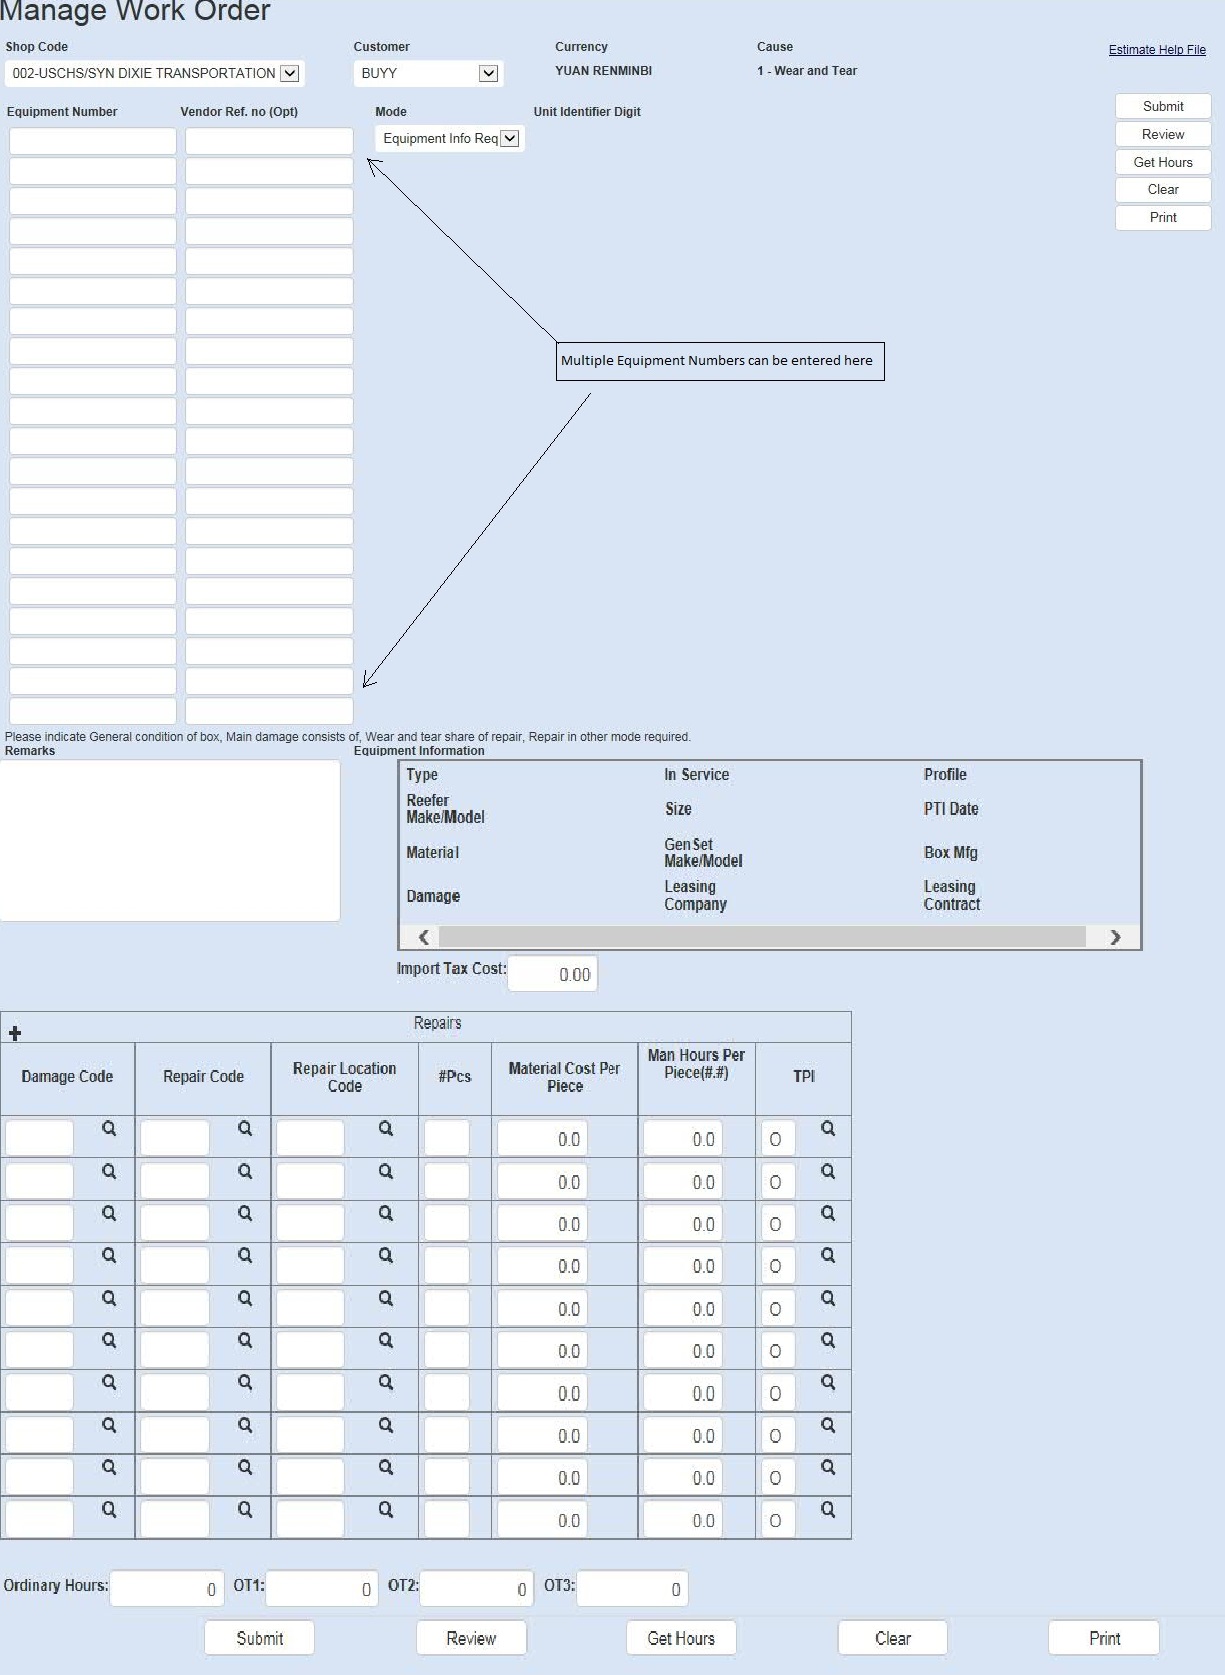 Manage Work Order
Shop Code Customer Currency Cause Estimate Help File
002-USCHS/SYN DIXIE TRANSPORTATION BUYY YUAN RENMINBI 1 - Wear and Tear
Equipment Number Vendor Ref. no (Opt) Mode Unit Identifier Digit
Equipment Info Req
Submit
Review
Get Hours
Clear
Print
Multiple Equipment Numbers can be entered here
Please indicate General condition of box, Main damage consists of, Wear and tear share of repair, Repair in other mode required.
Remarks Equipment Information
Type In Service Profile
Reefer Make/Model Size PTI Date
Material Gen Set Make/Model Box Mfg
Damage Leasing Company Leasing Contract
Import Tax Cost: 0.00
Repairs
Damage Code Repair Code Repair Location Code #Pcs Material Cost Per Piece Man Hours Per Piece(#.#) TPI
0.0 0.0 O
0.0 0.0 O
0.0 0.0 O
0.0 0.0 O
0.0 0.0 O
0.0 0.0 O
0.0 0.0 O
0.0 0.0 O
0.0 0.0 O
0.0 0.0 O
Ordinary Hours: 0 OT1: 0 OT2: 0 OT3: 0
Submit Review Get Hours Clear Print